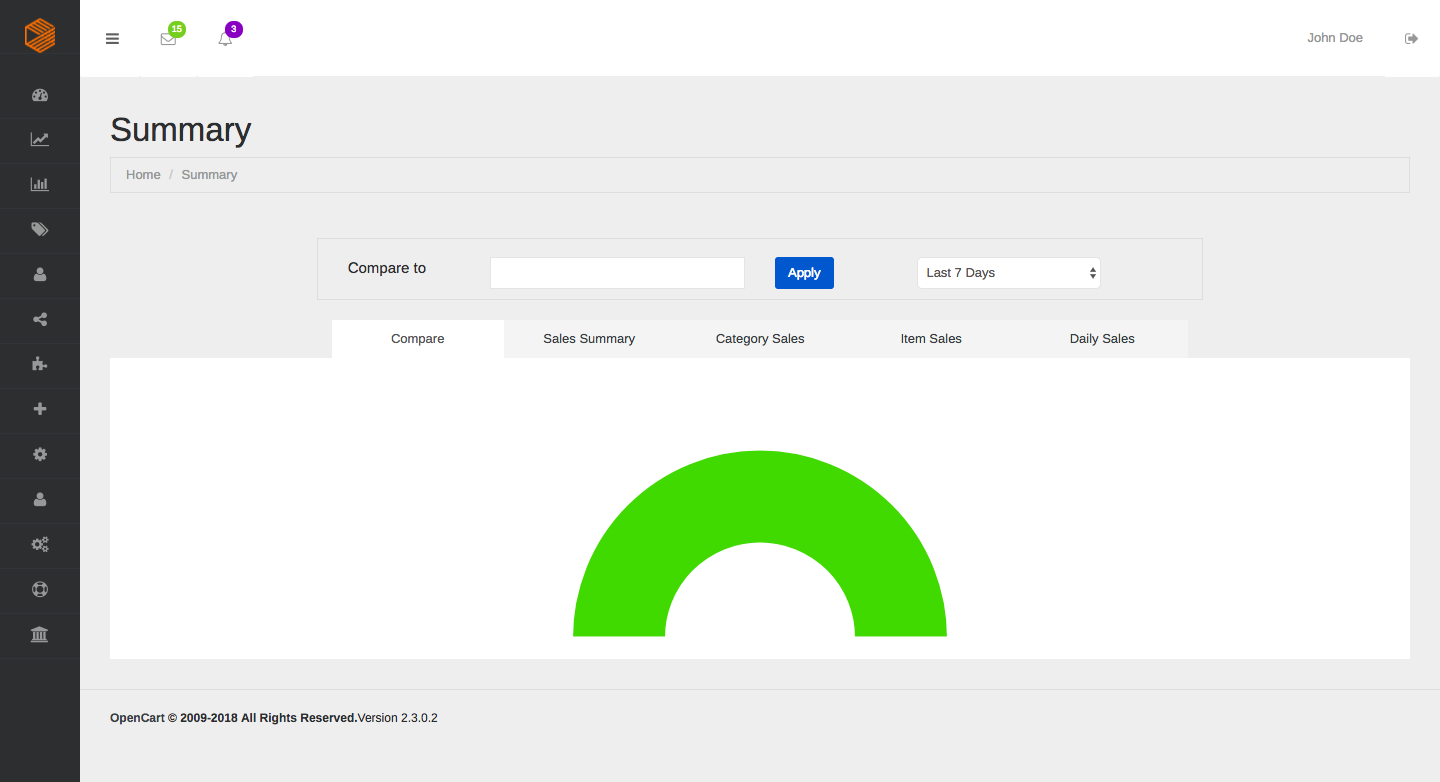 15
3
John Doe
Summary
Home / Summary
Compare to
Apply
Last 7 Days
Compare
Sales Summary
Category Sales
Item Sales
Daily Sales
OpenCart © 2009-2018 All Rights Reserved.Version 2.3.0.2